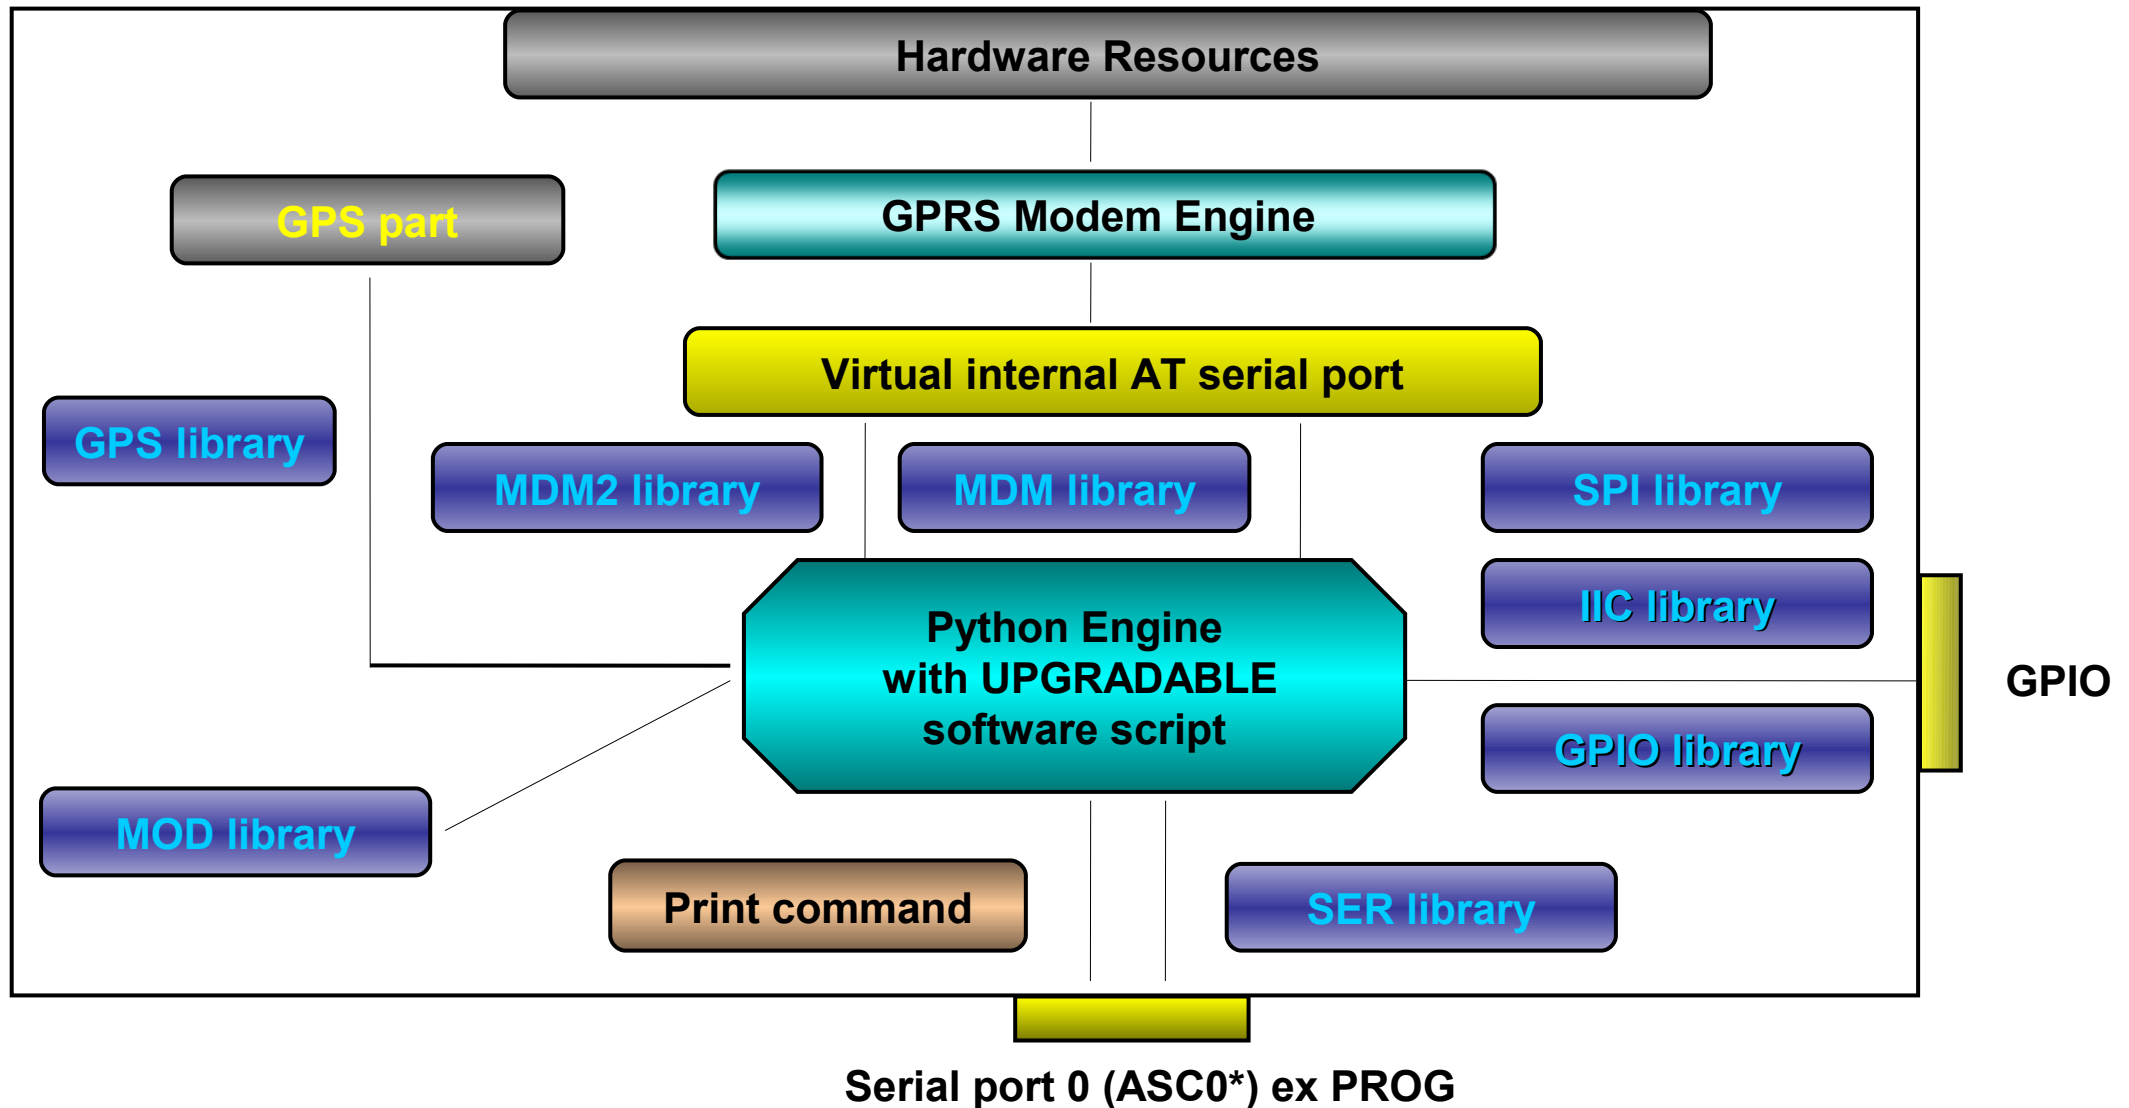 Hardware Resources
GPS part
GPRS Modem Engine
Virtual internal AT serial port
GPS library
MDM2 library
MDM library
SPI library
IIC library
Python Engine
with UPGRADABLE
software script
GPIO
GPIO library
MOD library
Print command
SER library
Serial port 0 (ASC0*) ex PROG